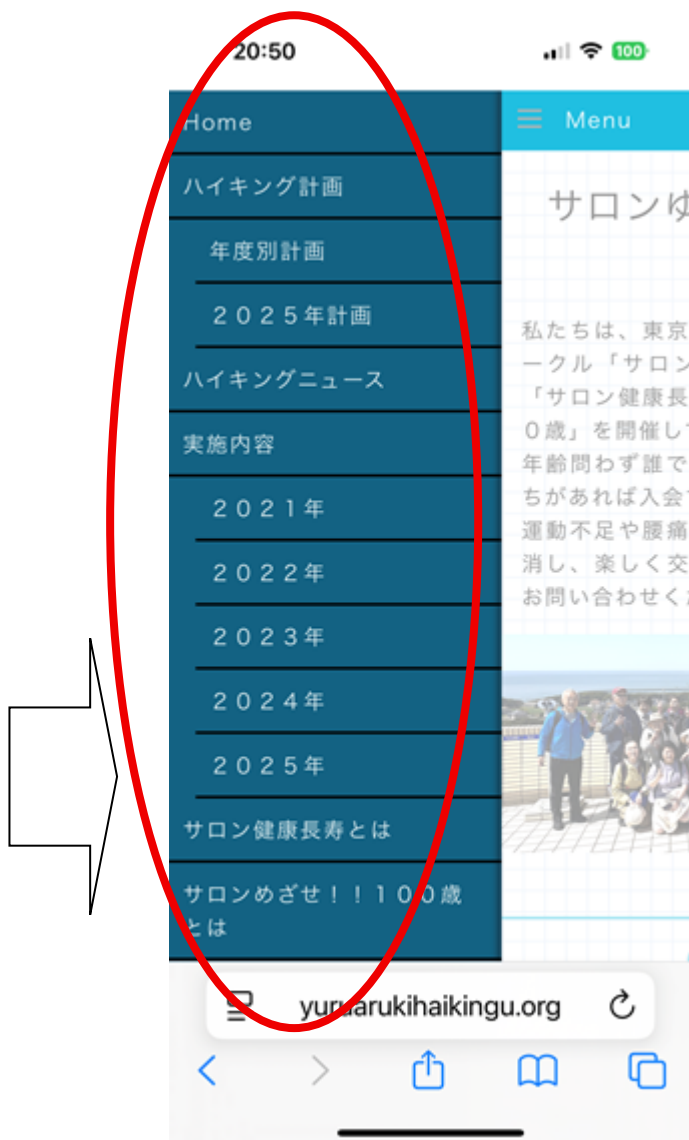 20:50
100
Home
ハイキング計画
年度別計画
２０２５年計画
ハイキングニュース
実施内容
２０２１年
２０２２年
２０２３年
２０２４年
２０２５年
サロン健康長寿とは
サロンめざせ！！１００歳
とは
Menu
サロンゆ
私たちは、東京
ークル「サロン
「サロン健康長
０歳」を開催し
年齢問わず誰で
ちがあれば入会
運動不足や腰痛
消し、楽しく交
お問い合わせく
yuruarukihaikingu.org